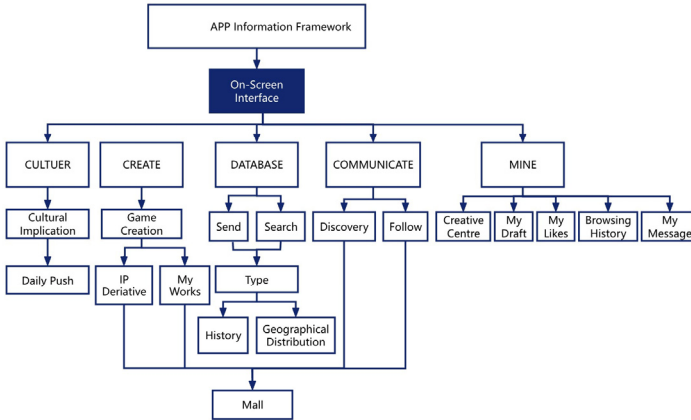 APP Information Framework
On-Screen
Interface
CULTUER
CREATE
DATABASE
COMMUNICATE
MINE
Cultural
Implication
Game
Creation
Send
Search
Discovery
Follow
Creative
Centre
My
Draft
My
Likes
Browsing
History
My
Message
Daily Push
IP
Deriative
My
Works
Type
History
Geographical
Distribution
Mall